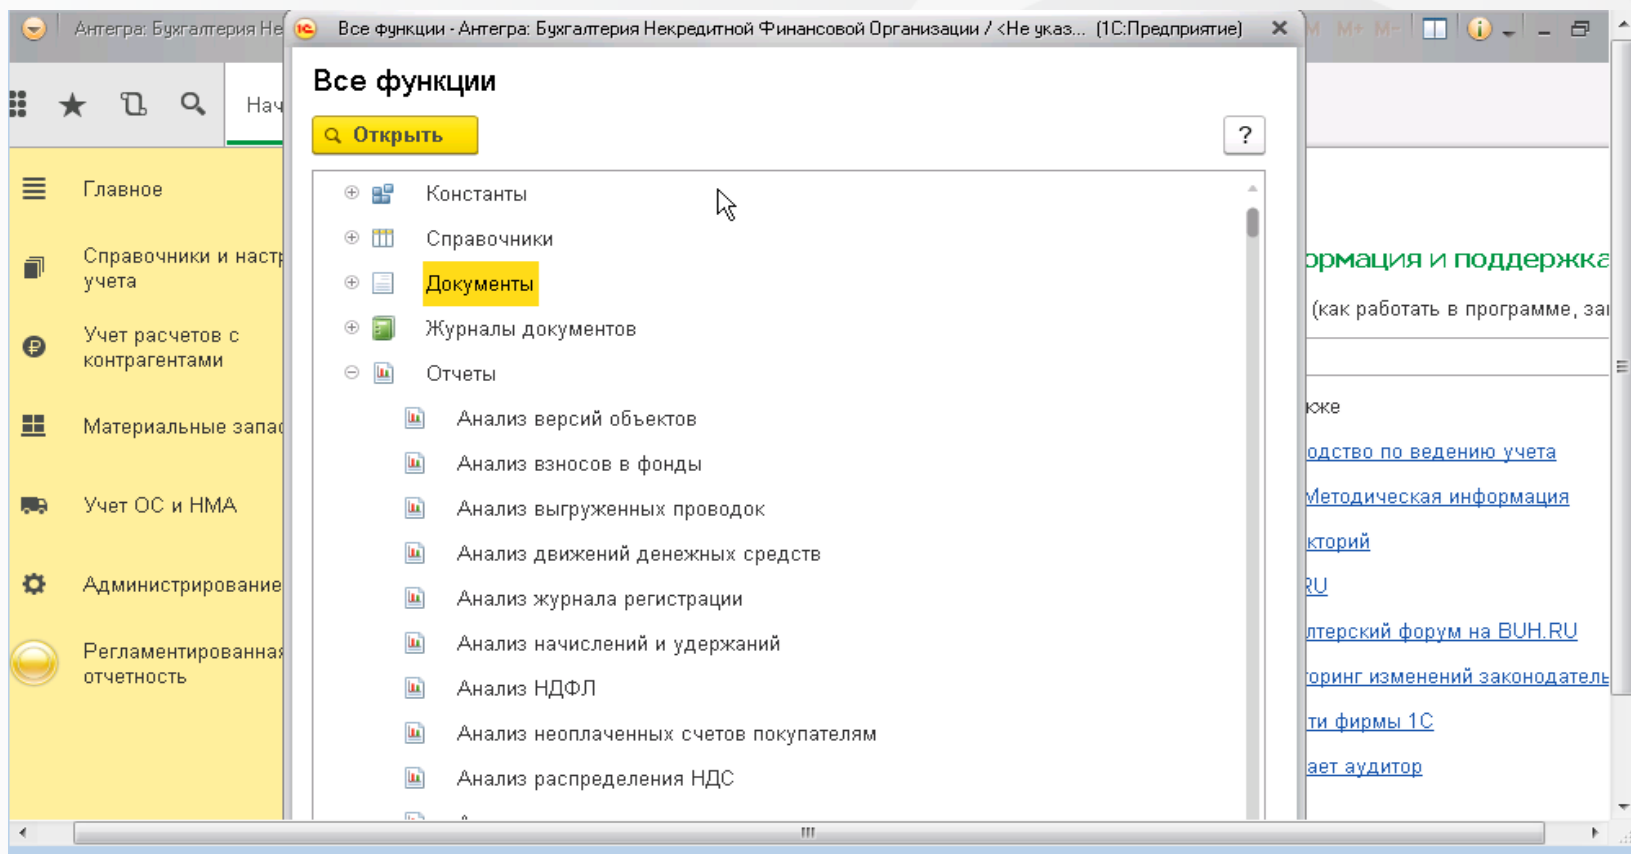 Антегра: Бухгалтерия Не
Все функции - Антегра: Бухгалтерия Некредитной Финансовой Организации / <Не указ... (1С:Предприятие)
M M+ M-
Все функции
Нач
Открыть
?
Главное
Справочники и настр
учета
Учет расчетов с
контрагентами
Материальные запас
Учет ОС и НМА
Администрирование
Регламентированная
отчетность
Константы
Справочники
Документы
Журналы документов
Отчеты
Анализ версий объектов
Анализ взносов в фонды
Анализ выгруженных проводок
Анализ движений денежных средств
Анализ журнала регистрации
Анализ начислений и удержаний
Анализ НДФЛ
Анализ неоплаченных счетов покупателям
Анализ распределения НДС
ормация и поддержка
(как работать в программе, за
кже
одство по ведению учета
Методическая информация
кторий
RU
лтерский форум на BUH.RU
оринг изменений законодатель
ти фирмы 1С
ает аудитор